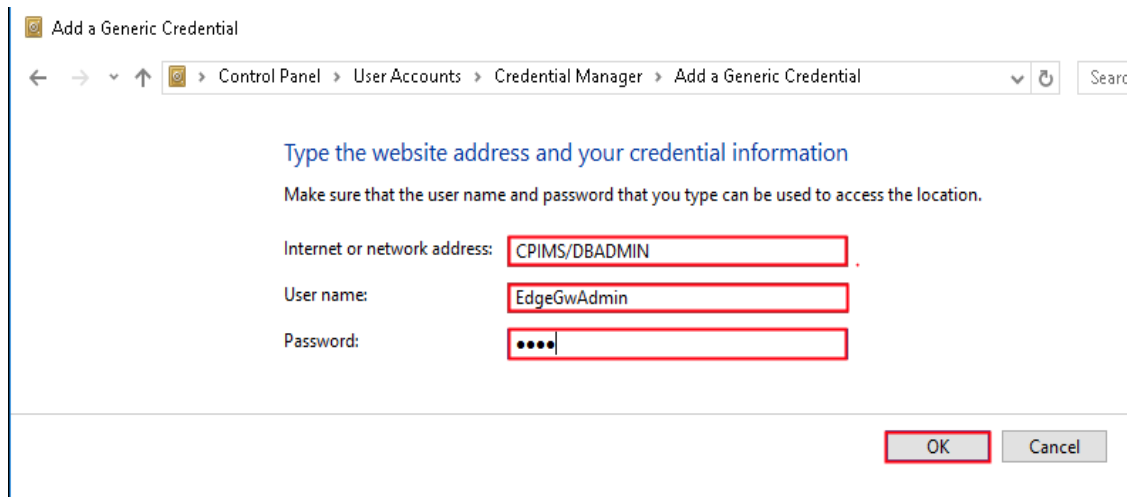 Add a Generic Credential
Control Panel > User Accounts > Credential Manager > Add a Generic Credential
Type the website address and your credential information
Make sure that the user name and password that you type can be used to access the location.
Internet or network address: CPIMS/DBADMIN
User name: EdgeGwAdmin
Password: ●●●●
OK Cancel